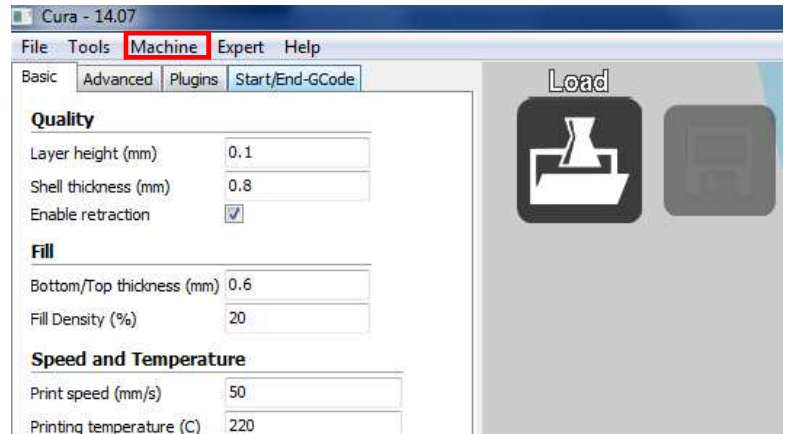 Cura - 14.07
File Tools Machine Expert Help
Basic Advanced Plugins Start/End-GCode
Load
Quality
Layer height (mm) 0.1
Shell thickness (mm) 0.8
Enable retraction
Fill
Bottom/Top thickness (mm) 0.6
Fill Density (%) 20
Speed and Temperature
Print speed (mm/s) 50
Printing temperature (C) 220